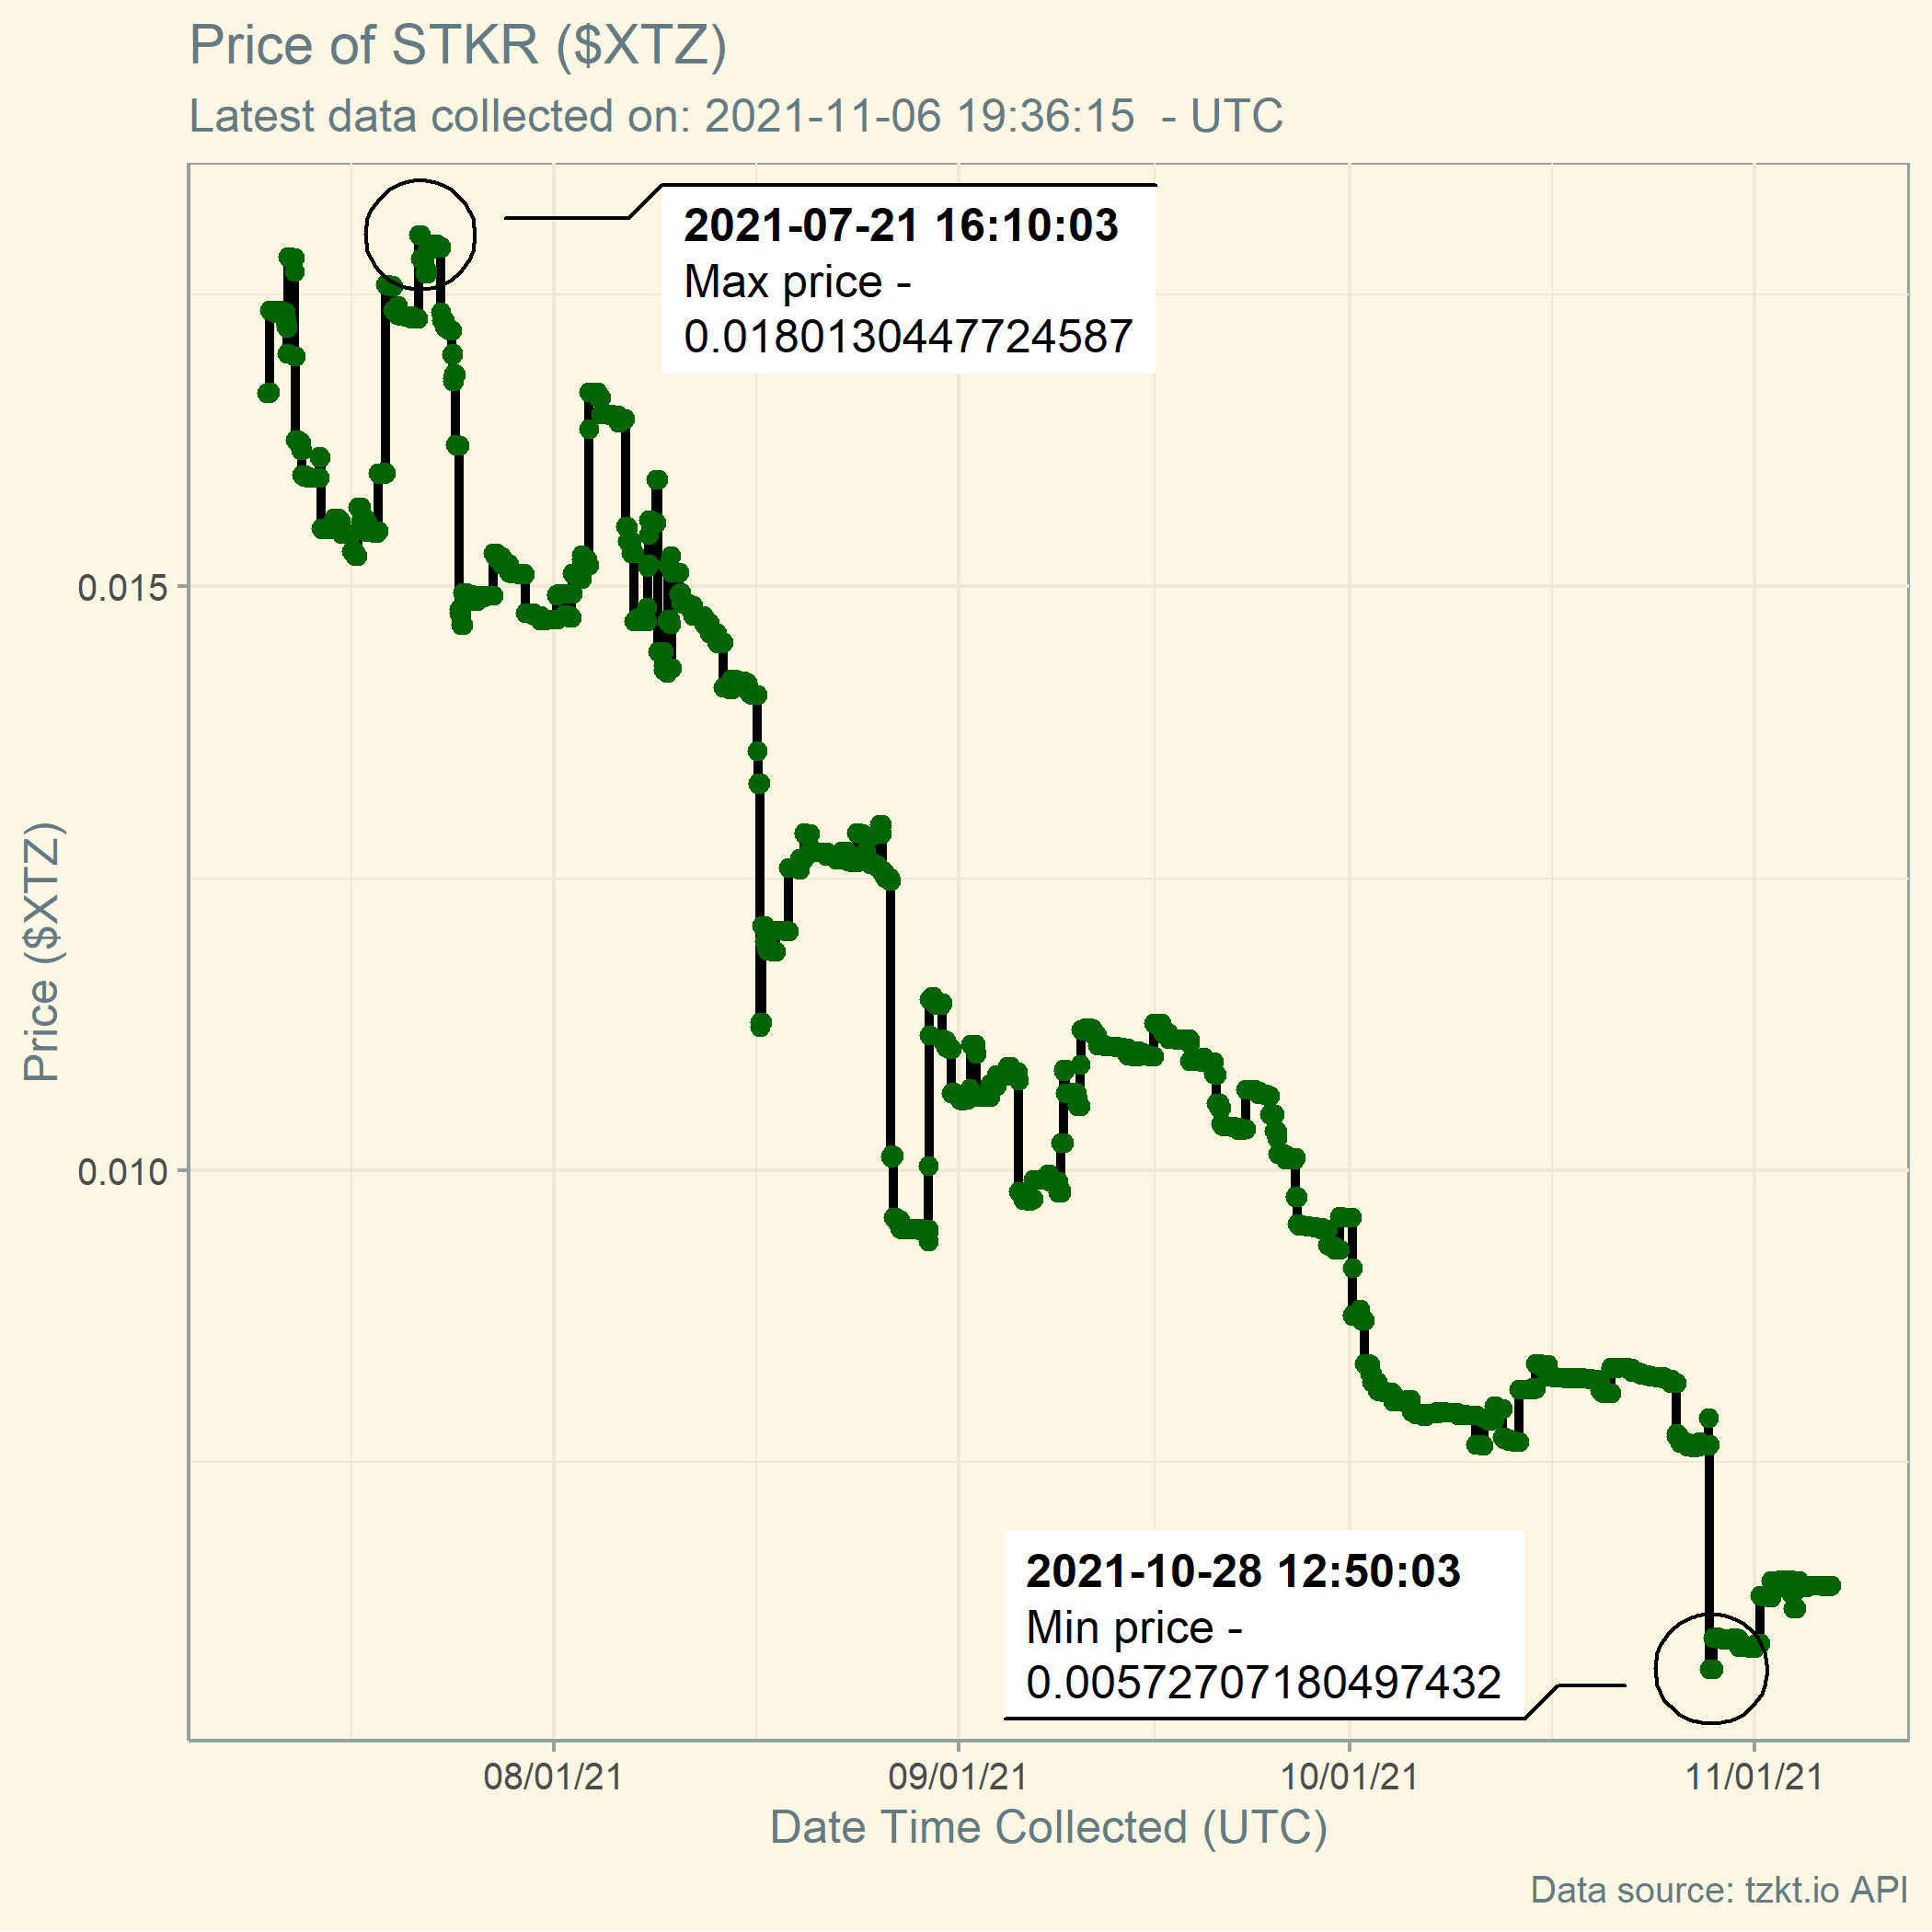 Price of STKR ($XTZ)
Latest data collected on: 2021-11-06 19:36:15  - UTC
2021-07-21 16:10:03
Max price -
0.0180130447724587
0.015
Price ($XTZ)
0.010
2021-10-28 12:50:03
Min price -
0.00572707180497432
08/01/21
09/01/21
10/01/21
11/01/21
Date Time Collected (UTC)
Data source: tzkt.io API